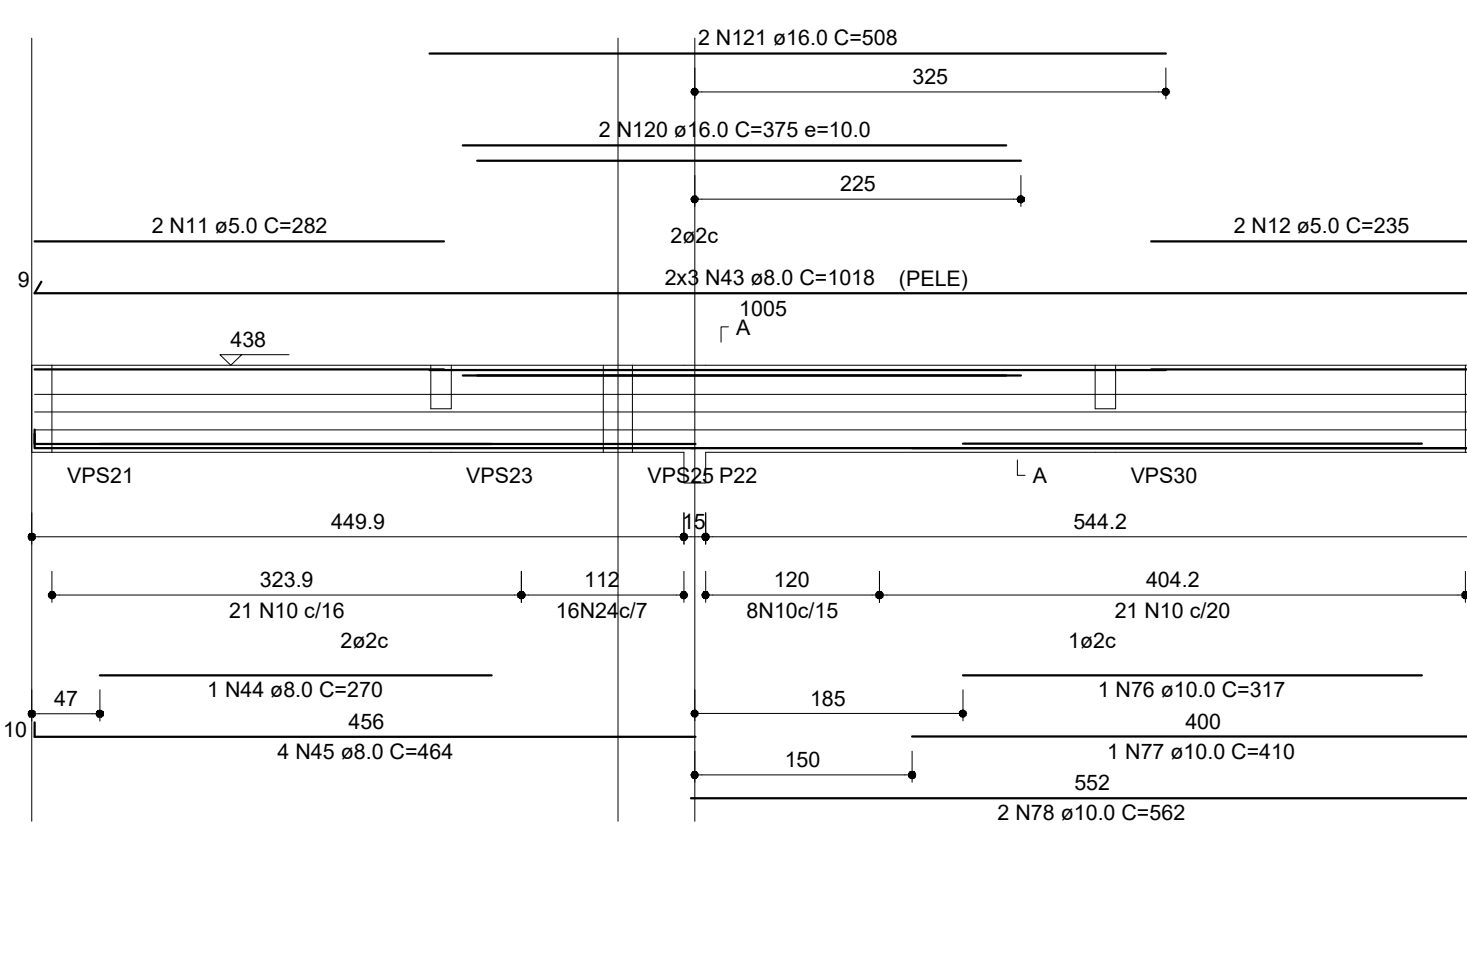 2 N121 ø16.0 C=508
325
2 N120 ø16.0 C=375 e=10.0
225
2 N11 ø5.0 C=282
2ø2c
2 N12 ø5.0 C=235
9
2x3 N43 ø8.0 C=1018 (PELE)
1005
A
438
VPS21
VPS23
VPS25 P22
A
VPS30
449.9
15
544.2
323.9
112
120
404.2
21 N10 c/16
16N24c/7
8N10c/15
21 N10 c/20
2ø2c
1ø2c
1 N44 ø8.0 C=270
1 N76 ø10.0 C=317
47
185
10
456
400
4 N45 ø8.0 C=464
1 N77 ø10.0 C=410
150
552
2 N78 ø10.0 C=562